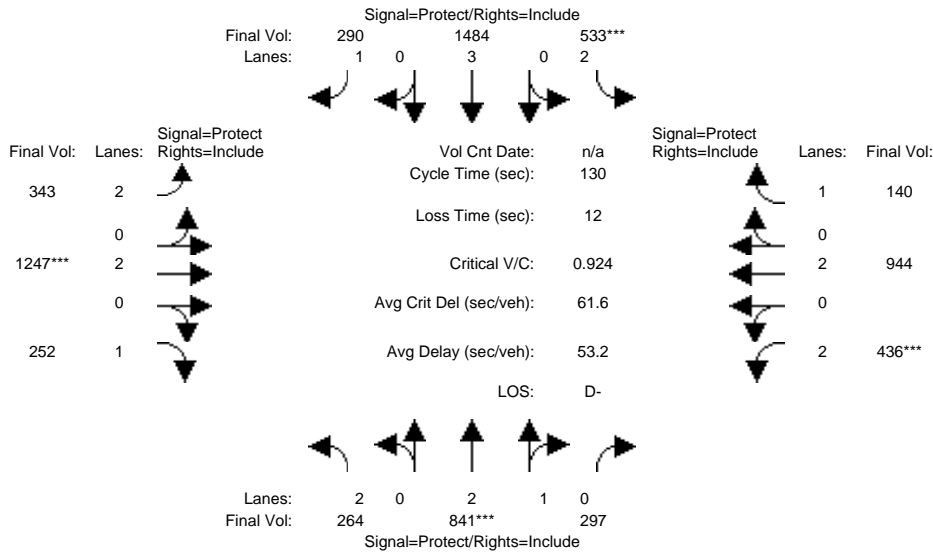 Signal=Protect/Rights=Include
Final Vol: 290 1484 533***
Lanes: 1 0 3 0 2
Signal=Protect
Final Vol: Lanes: Rights=Include
Vol Cnt Date: n/a
Signal=Protect
Rights=Include Lanes: Final Vol:
Cycle Time (sec): 130
343 2
1 140
Loss Time (sec): 12
0
0
1247*** 2
Critical V/C: 0.924
2 944
0
Avg Crit Del (sec/veh): 61.6
0
252 1
Avg Delay (sec/veh): 53.2
2 436***
LOS: D-
Lanes: 2 0 2 1 0
Final Vol: 264 841*** 297
Signal=Protect/Rights=Include